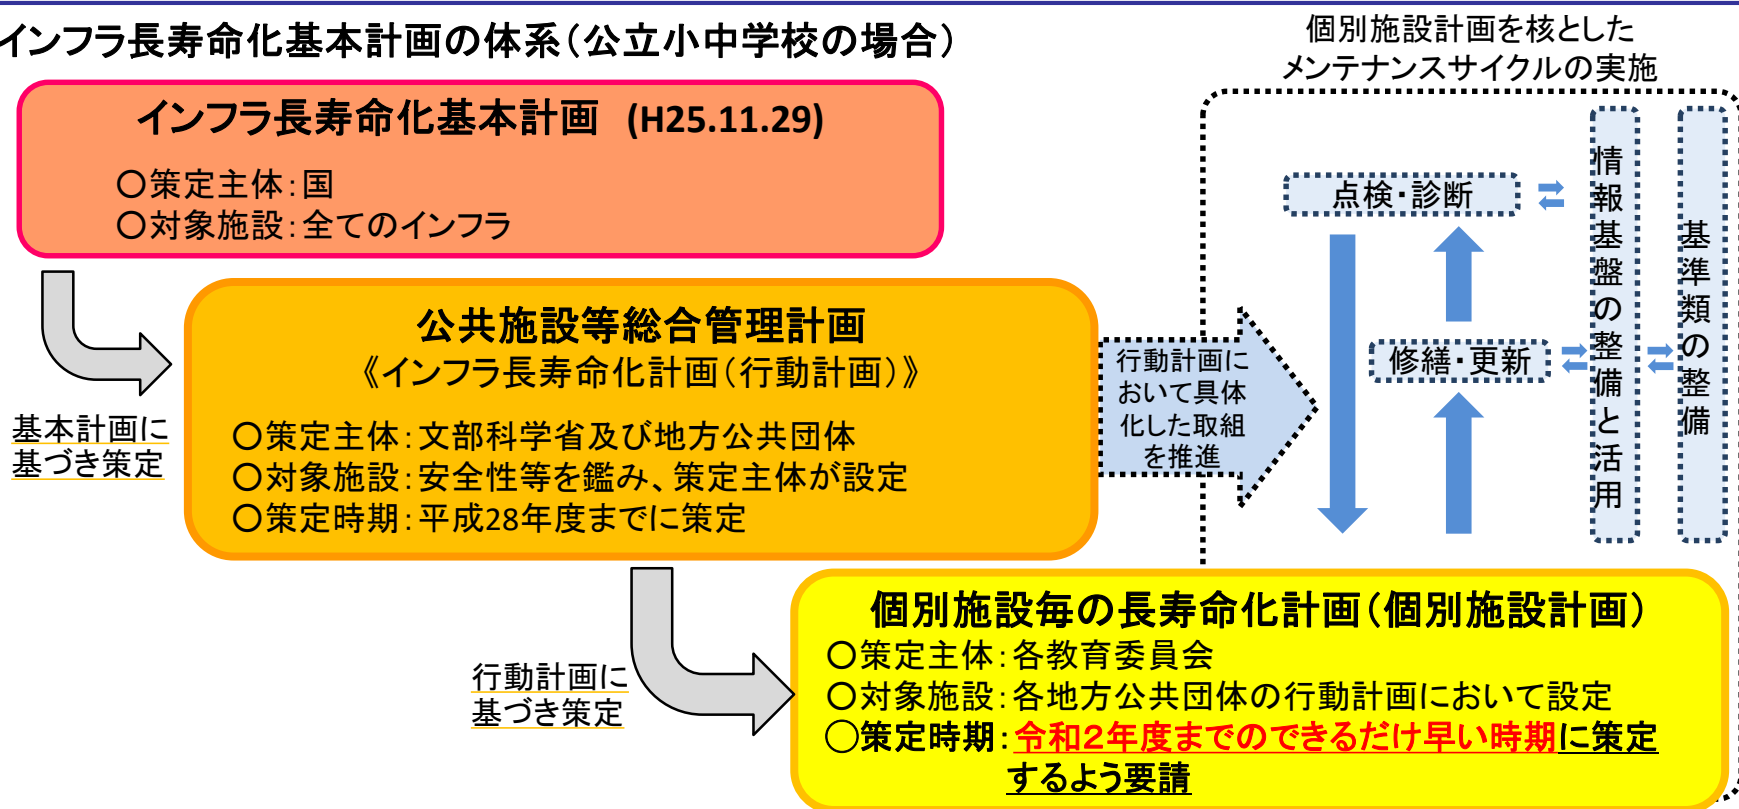 インフラ長寿命化基本計画の体系（公立小中学校の場合）
個別施設計画を核とした
メンテナンスサイクルの実施
インフラ長寿命化基本計画 (H25.11.29)
○策定主体：国
○対象施設：全てのインフラ
基本計画に
基づき策定
公共施設等総合管理計画
《インフラ長寿命化計画（行動計画）》
○策定主体：文部科学省及び地方公共団体
○対象施設：安全性等を鑑み、策定主体が設定
○策定時期：平成28年度までに策定
行動計画に
おいて具体
化した取組
を推進
点検・診断
修繕・更新
情報基盤の整備と活用
基準類の整備
行動計画に
基づき策定
個別施設毎の長寿命化計画（個別施設計画）
○策定主体：各教育委員会
○対象施設：各地方公共団体の行動計画において設定
○策定時期：令和２年度までのできるだけ早い時期に策定
するよう要請